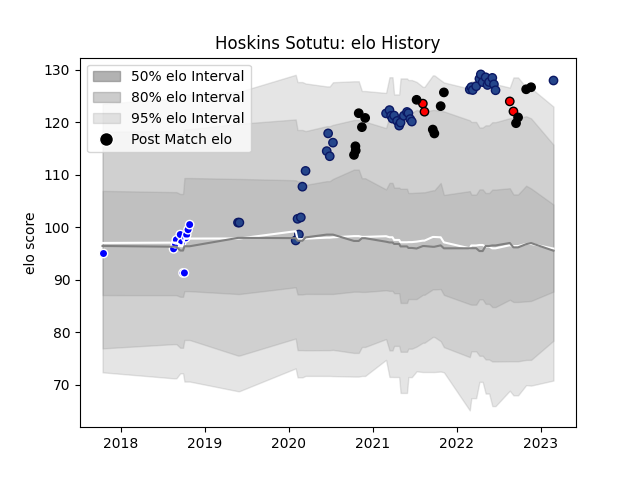 Hoskins Sotutu: elo History
50% elo Interval
80% elo Interval
95% elo Interval
Post Match elo
elo score
130
120
110
100
90
80
70
2018
2019
2020
2021
2022
2023